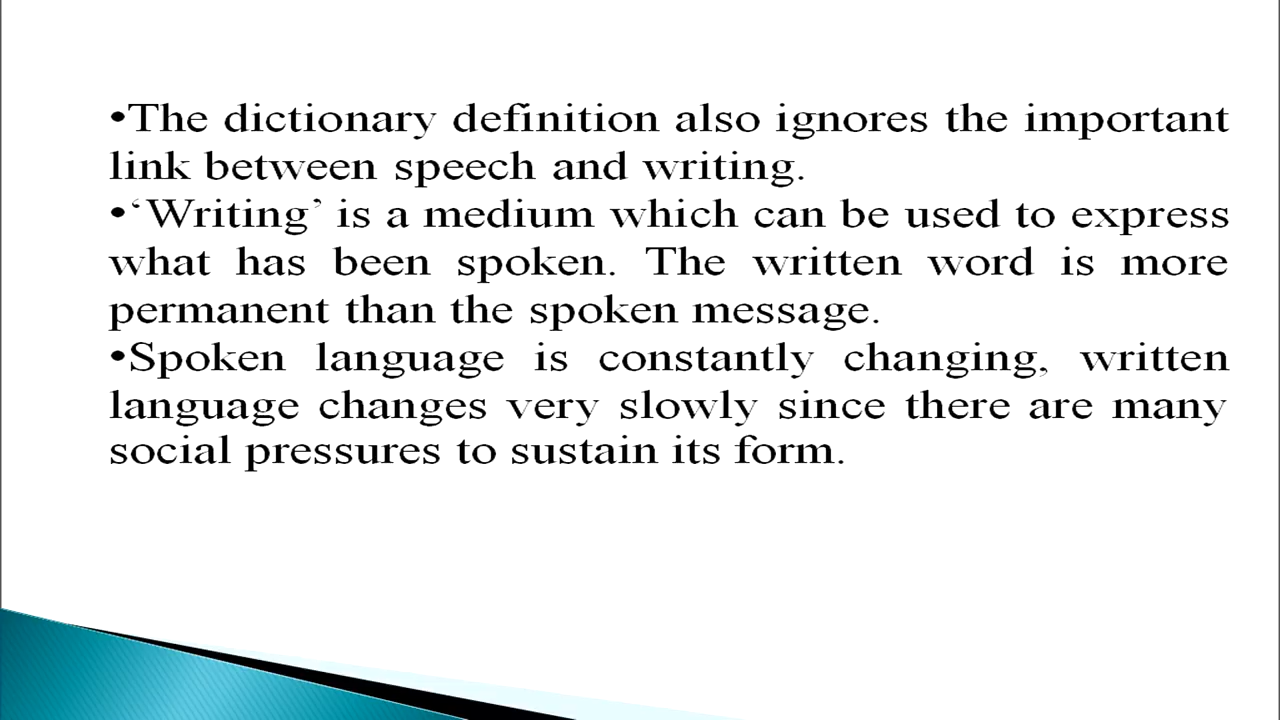 •The dictionary definition also ignores the important
link between speech and writing.
•‘Writing’ is a medium which can be used to express
what has been spoken. The written word is more
permanent than the spoken message.
•Spoken language is constantly changing, written
language changes very slowly since there are many
social pressures to sustain its form.